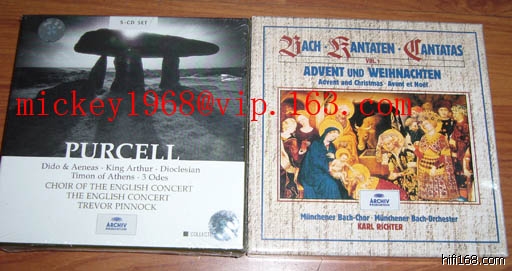 5-CD SET
PURCELL
Dido & Aeneas - King Arthur - Dioclesian
Timon of Athens - 3 Odes
CHOIR OF THE ENGLISH CONCERT
THE ENGLISH CONCERT
TREVOR PINNOCK
ARCHIV
PRODUKTION
BACH · KANTATEN · CANTATAS
VOL. 1
ADVENT UND WEIHNACHTEN
Advent and Christmas · Avent et Noël
ARCHIV
PRODUKTION
Münchener Bach-Chor · Münchener Bach-Orchester
KARL RICHTER
mickey1968@vip.163.com
hifi168.com